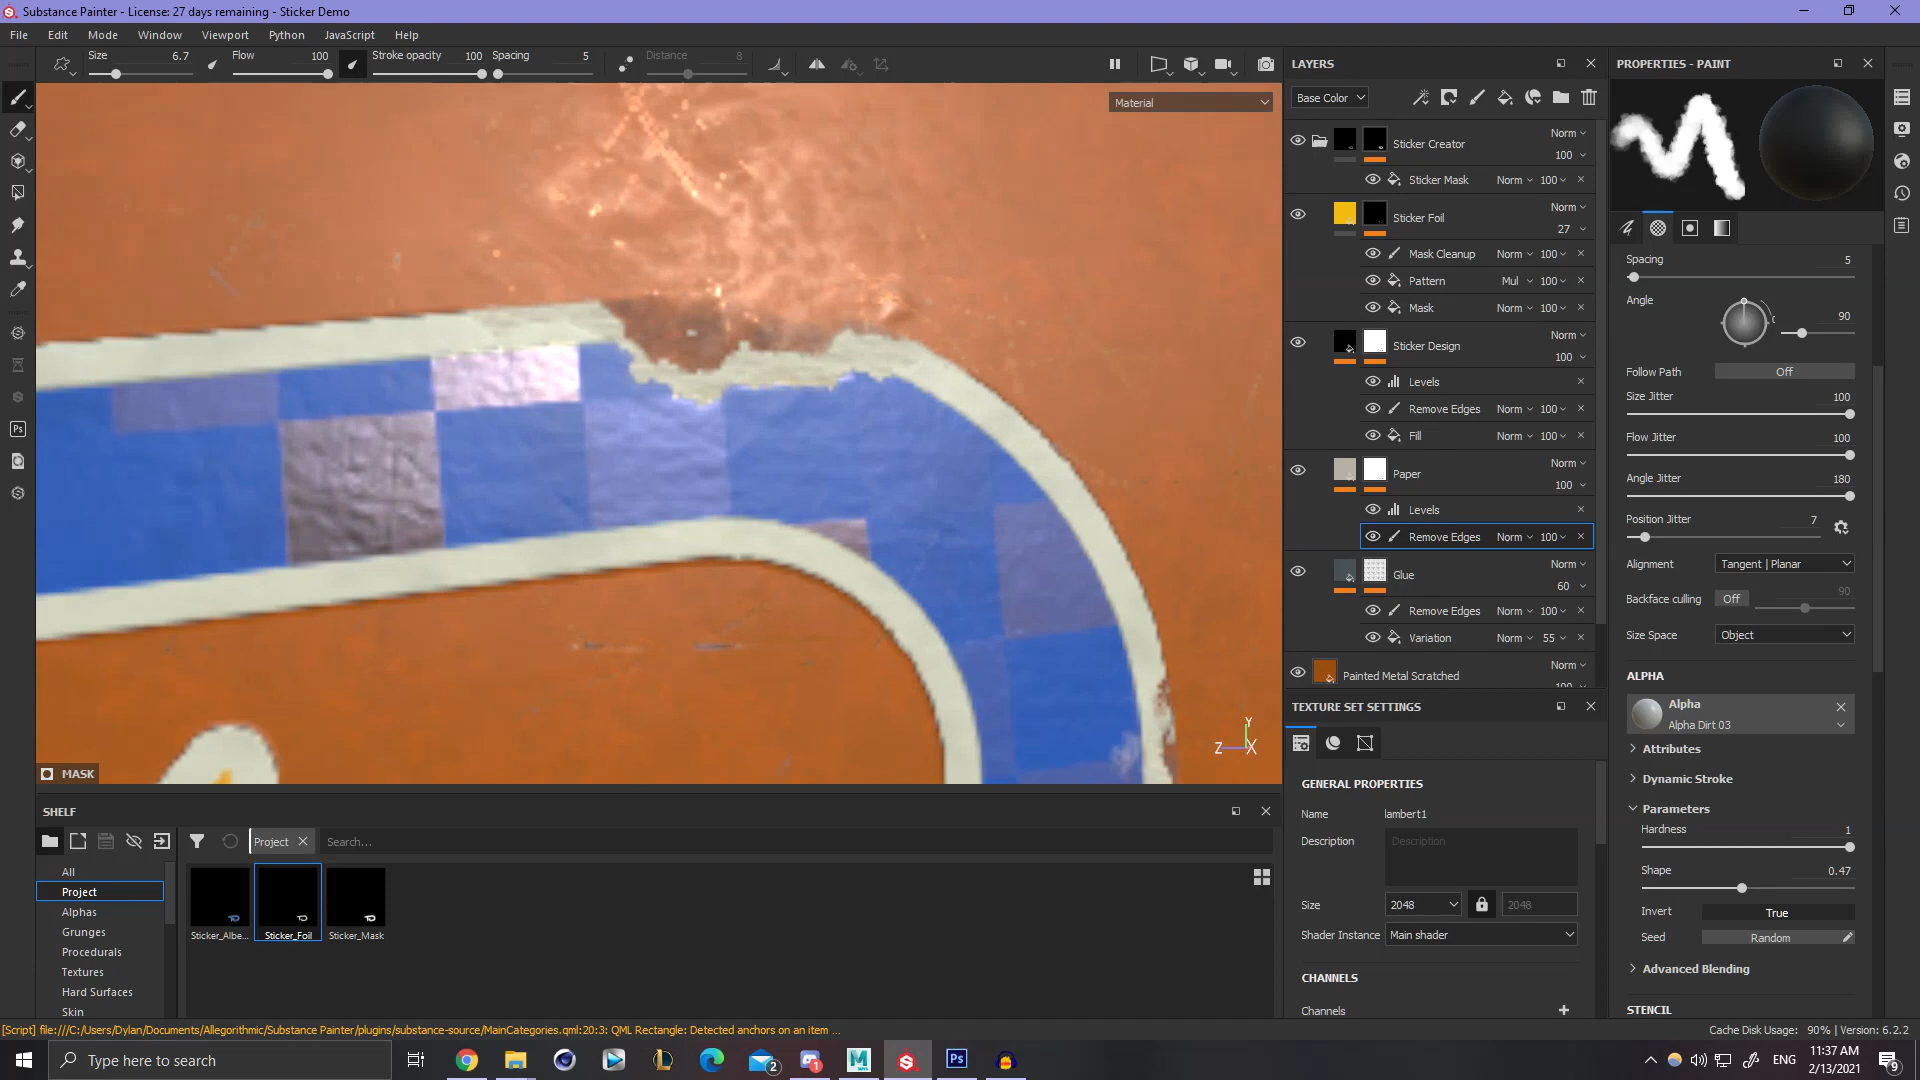 Substance Painter - License: 27 days remaining - Sticker Demo
File Edit Mode Window Viewport Python JavaScript Help
Size 6.7 Flow 100 Stroke opacity 100 Spacing 5 Distance 8
Material
MASK
Y
Z X
LAYERS
Base Color
Sticker Creator Norm 100
Sticker Mask Norm 100
Sticker Foil Norm 27
Mask Cleanup Norm 100
Pattern Mul 100
Mask Norm 100
Sticker Design Norm 100
Levels
Remove Edges Norm 100
Fill Norm 100
Paper Norm 100
Levels
Remove Edges Norm 100
Glue Norm 60
Remove Edges Norm 100
Variation Norm 55
Painted Metal Scratched Norm 100
TEXTURE SET SETTINGS
GENERAL PROPERTIES
Name lambert1
Description Description
Size 2048 2048
Shader Instance Main shader
CHANNELS
Channels
PROPERTIES - PAINT
Spacing 5
Angle 90
Follow Path Off
Size Jitter 100
Flow Jitter 100
Angle Jitter 180
Position Jitter 7
Alignment Tangent | Planar
Backface culling Off 90
Size Space Object
ALPHA
Alpha
Alpha Dirt 03
Attributes
Dynamic Stroke
Parameters
Hardness 1
Shape 0.47
Invert True
Seed Random
Advanced Blending
STENCIL
SHELF
Project Search...
All
Project
Alphas
Grunges
Procedurals
Textures
Hard Surfaces
Skin
Sticker_Albe... Sticker_Foil Sticker_Mask
[Script] file:///C:/Users/Dylan/Documents/Allegorithmic/Substance Painter/plugins/substance-source/MainCategories.qml:20:3: QML Rectangle: Detected anchors on an item ...
Cache Disk Usage: 90% | Version: 6.2.2
Type here to search
Ps
2
1
Ps
ENG
11:37 AM
2/13/2021
9